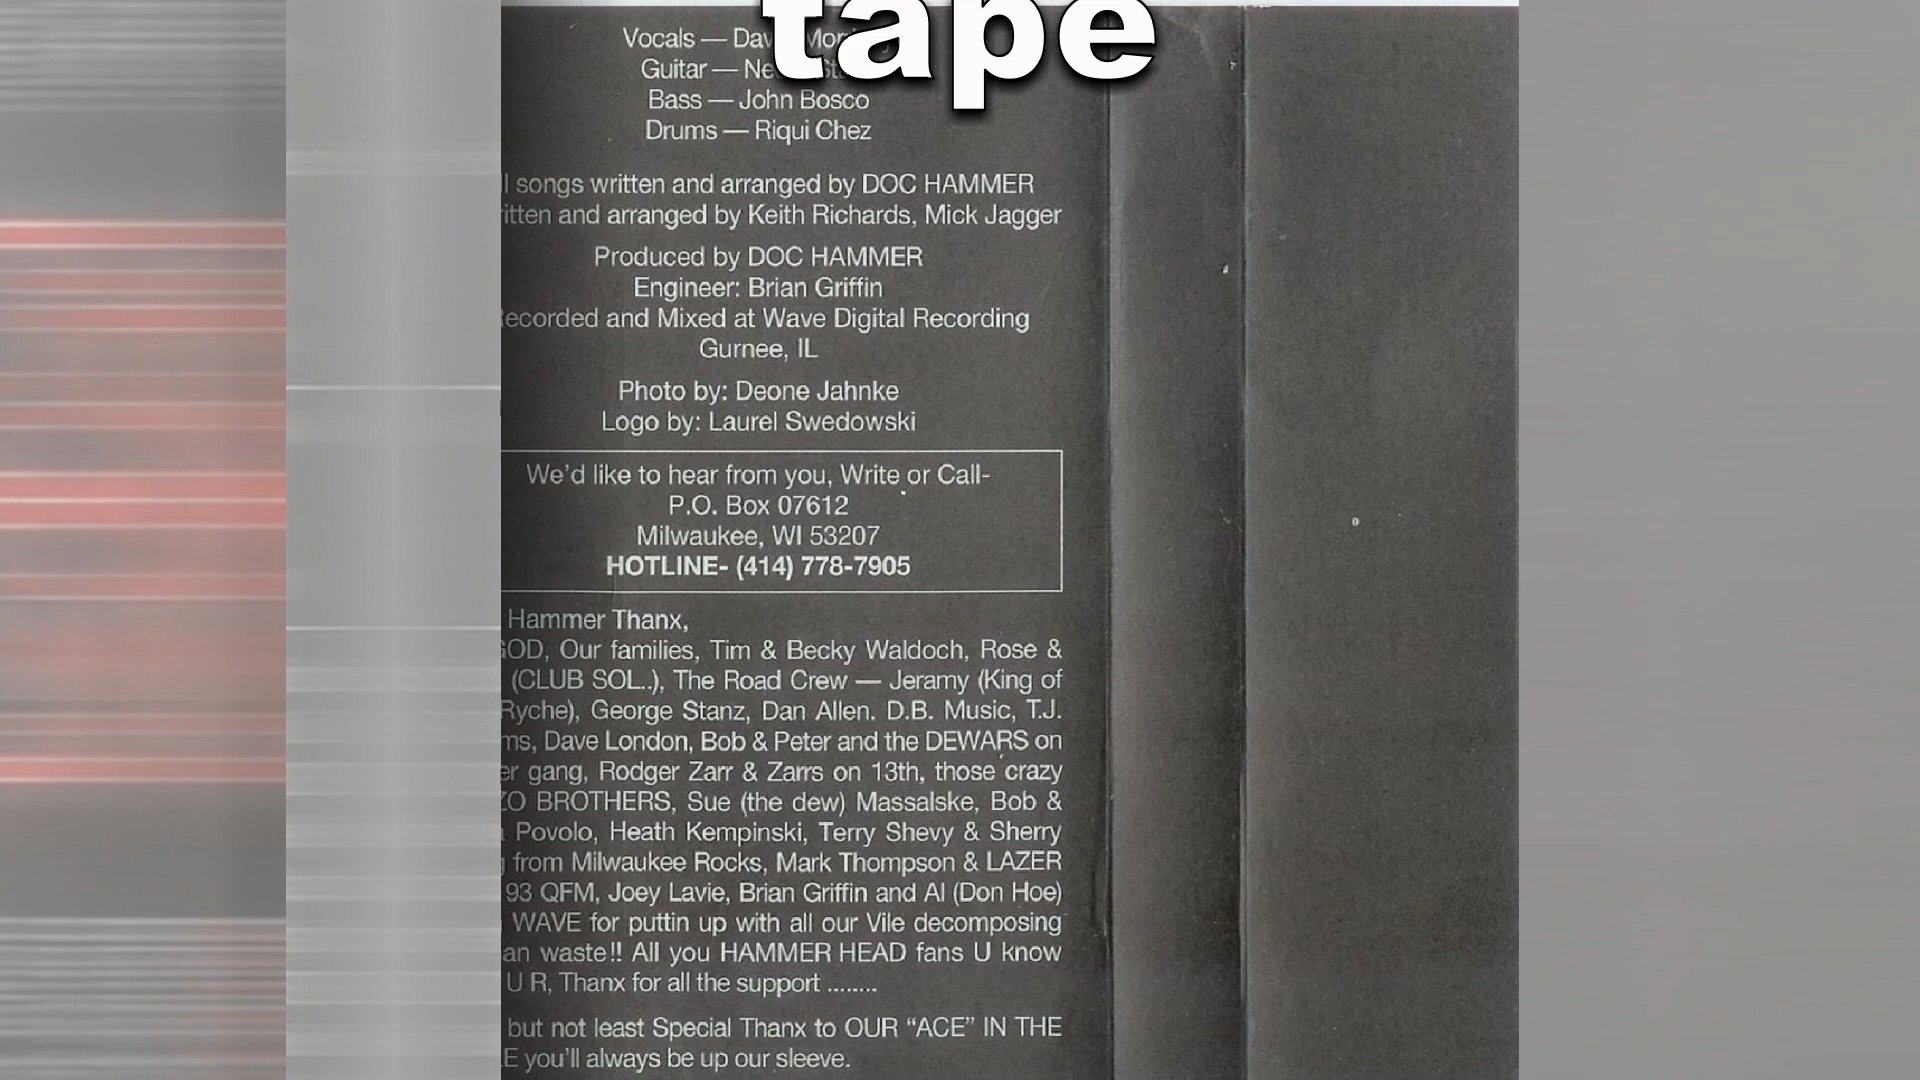 tape
Vocals —
Guitar —
Bass — John Bosco
Drums — Riqui Chez
songs written and arranged by DOC HAMMER
and arranged by Keith Richards, Mick Jagger
Produced by DOC HAMMER
Engineer: Brian Griffin
ecorded and Mixed at Wave Digital Recording
Gurnee, IL
Photo by: Deone Jahnke
Logo by: Laurel Swedowski
We'd like to hear from you, Write or Call-
P.O. Box 07612
Milwaukee, WI 53207
HOTLINE- (414) 778-7905
Hammer Thanx,
OD, Our families, Tim & Becky Waldoch, Rose &
(CLUB SOL..), The Road Crew — Jeramy (King of
Ryche), George Stanz, Dan Allen. D.B. Music, T.J.
ms, Dave London, Bob & Peter and the DEWARS on
er gang, Rodger Zarr & Zarrs on 13th, those crazy
ZO BROTHERS, Sue (the dew) Massalske, Bob &
Povolo, Heath Kempinski, Terry Shevy & Sherry
from Milwaukee Rocks, Mark Thompson & LAZER
93 QFM, Joey Lavie, Brian Griffin and Al (Don Hoe)
WAVE for puttin up with all our Vile decomposing
an waste!! All you HAMMER HEAD fans U know
U R, Thanx for all the support ........
but not least Special Thanx to OUR “ACE” IN THE
E you'll always be up our sleeve.